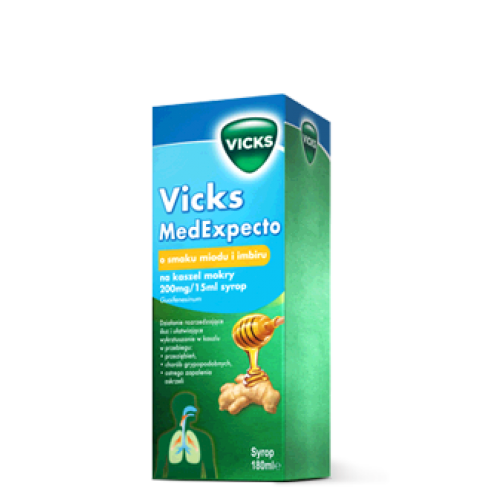 VICKS
Vicks
MedExpecto
o smaku miodu i imbiru
na kaszel mokry
200mg/15ml syrop
Guaifenesinum
Działanie rozrzedzające
śluz i ułatwiające
wykrztuszanie w kaszlu
w przebiegu:
• przeziębień,
• chorób grypopodobnych,
• ostrego zapalenia
oskrzeli
Syrop
180ml e